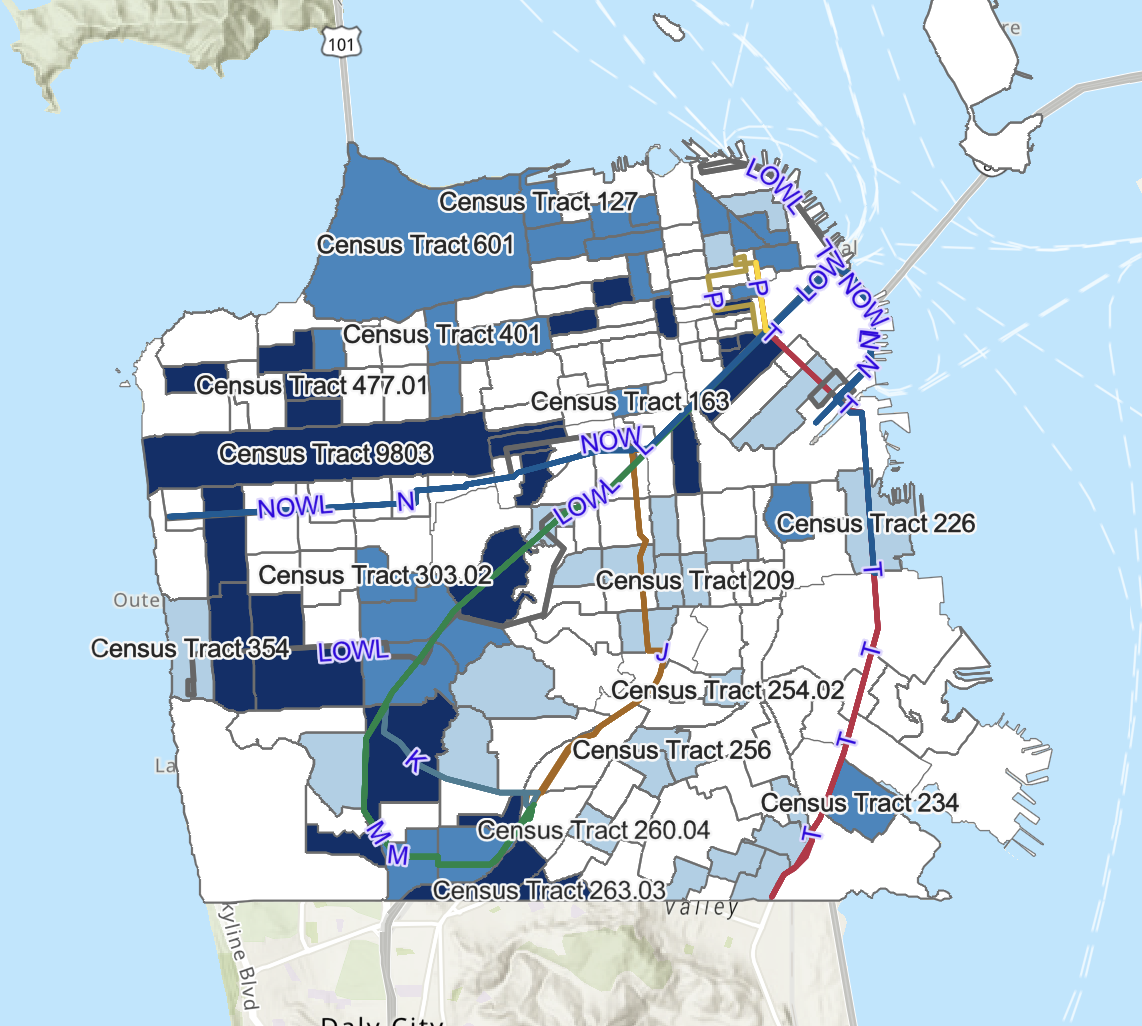 101
re
Census Tract 127
LOWL
Census Tract 601
al
P
P
LOW
NOW
T
Census Tract 401
N
Census Tract 477.01
Census Tract 163
T
NOW
L
Census Tract 9803
LOWL
NOWL
N
Census Tract 226
T
Census Tract 303.02
Census Tract 209
Oute
Census Tract 354
LOWL
J
T
Census Tract 254.02
T
Census Tract 256
La
K
Census Tract 234
M
M
Census Tract 260.04
T
Census Tract 263.03
Valley
kyline Blvd
Daly City